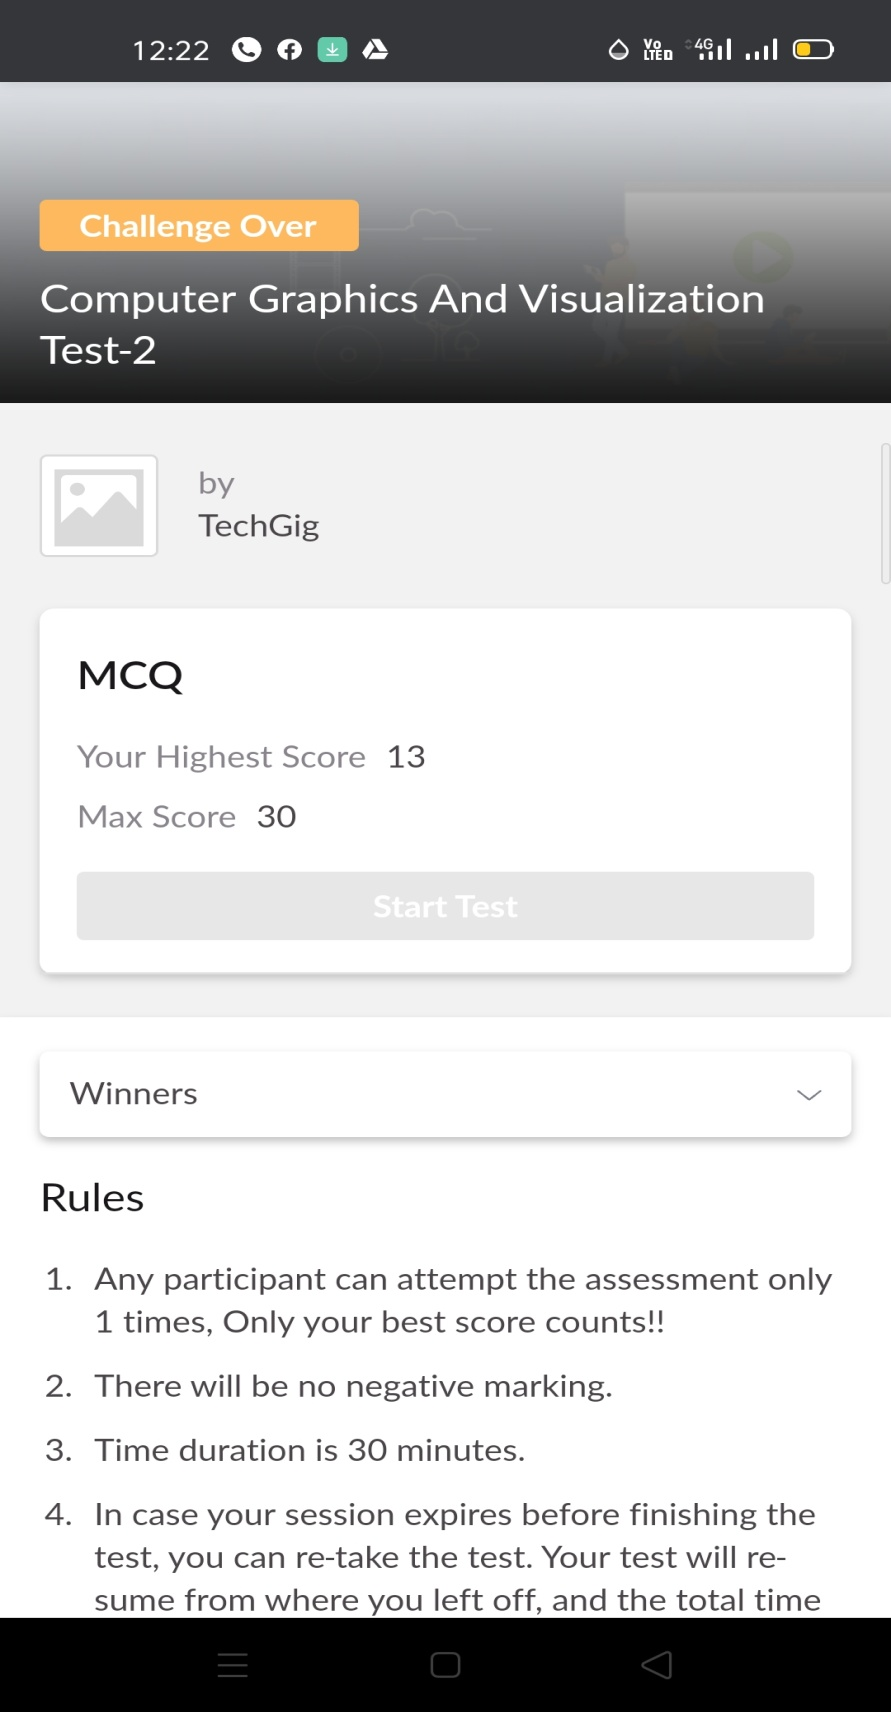 12:22
Vo
LTE D
4G
Challenge Over
Computer Graphics And Visualization
Test-2
by
TechGig
MCQ
Your Highest Score 13
Max Score 30
Start Test
Winners
Rules
1. Any participant can attempt the assessment only
1 times, Only your best score counts!!
2. There will be no negative marking.
3. Time duration is 30 minutes.
4. In case your session expires before finishing the
test, you can re-take the test. Your test will re-
sume from where you left off, and the total time